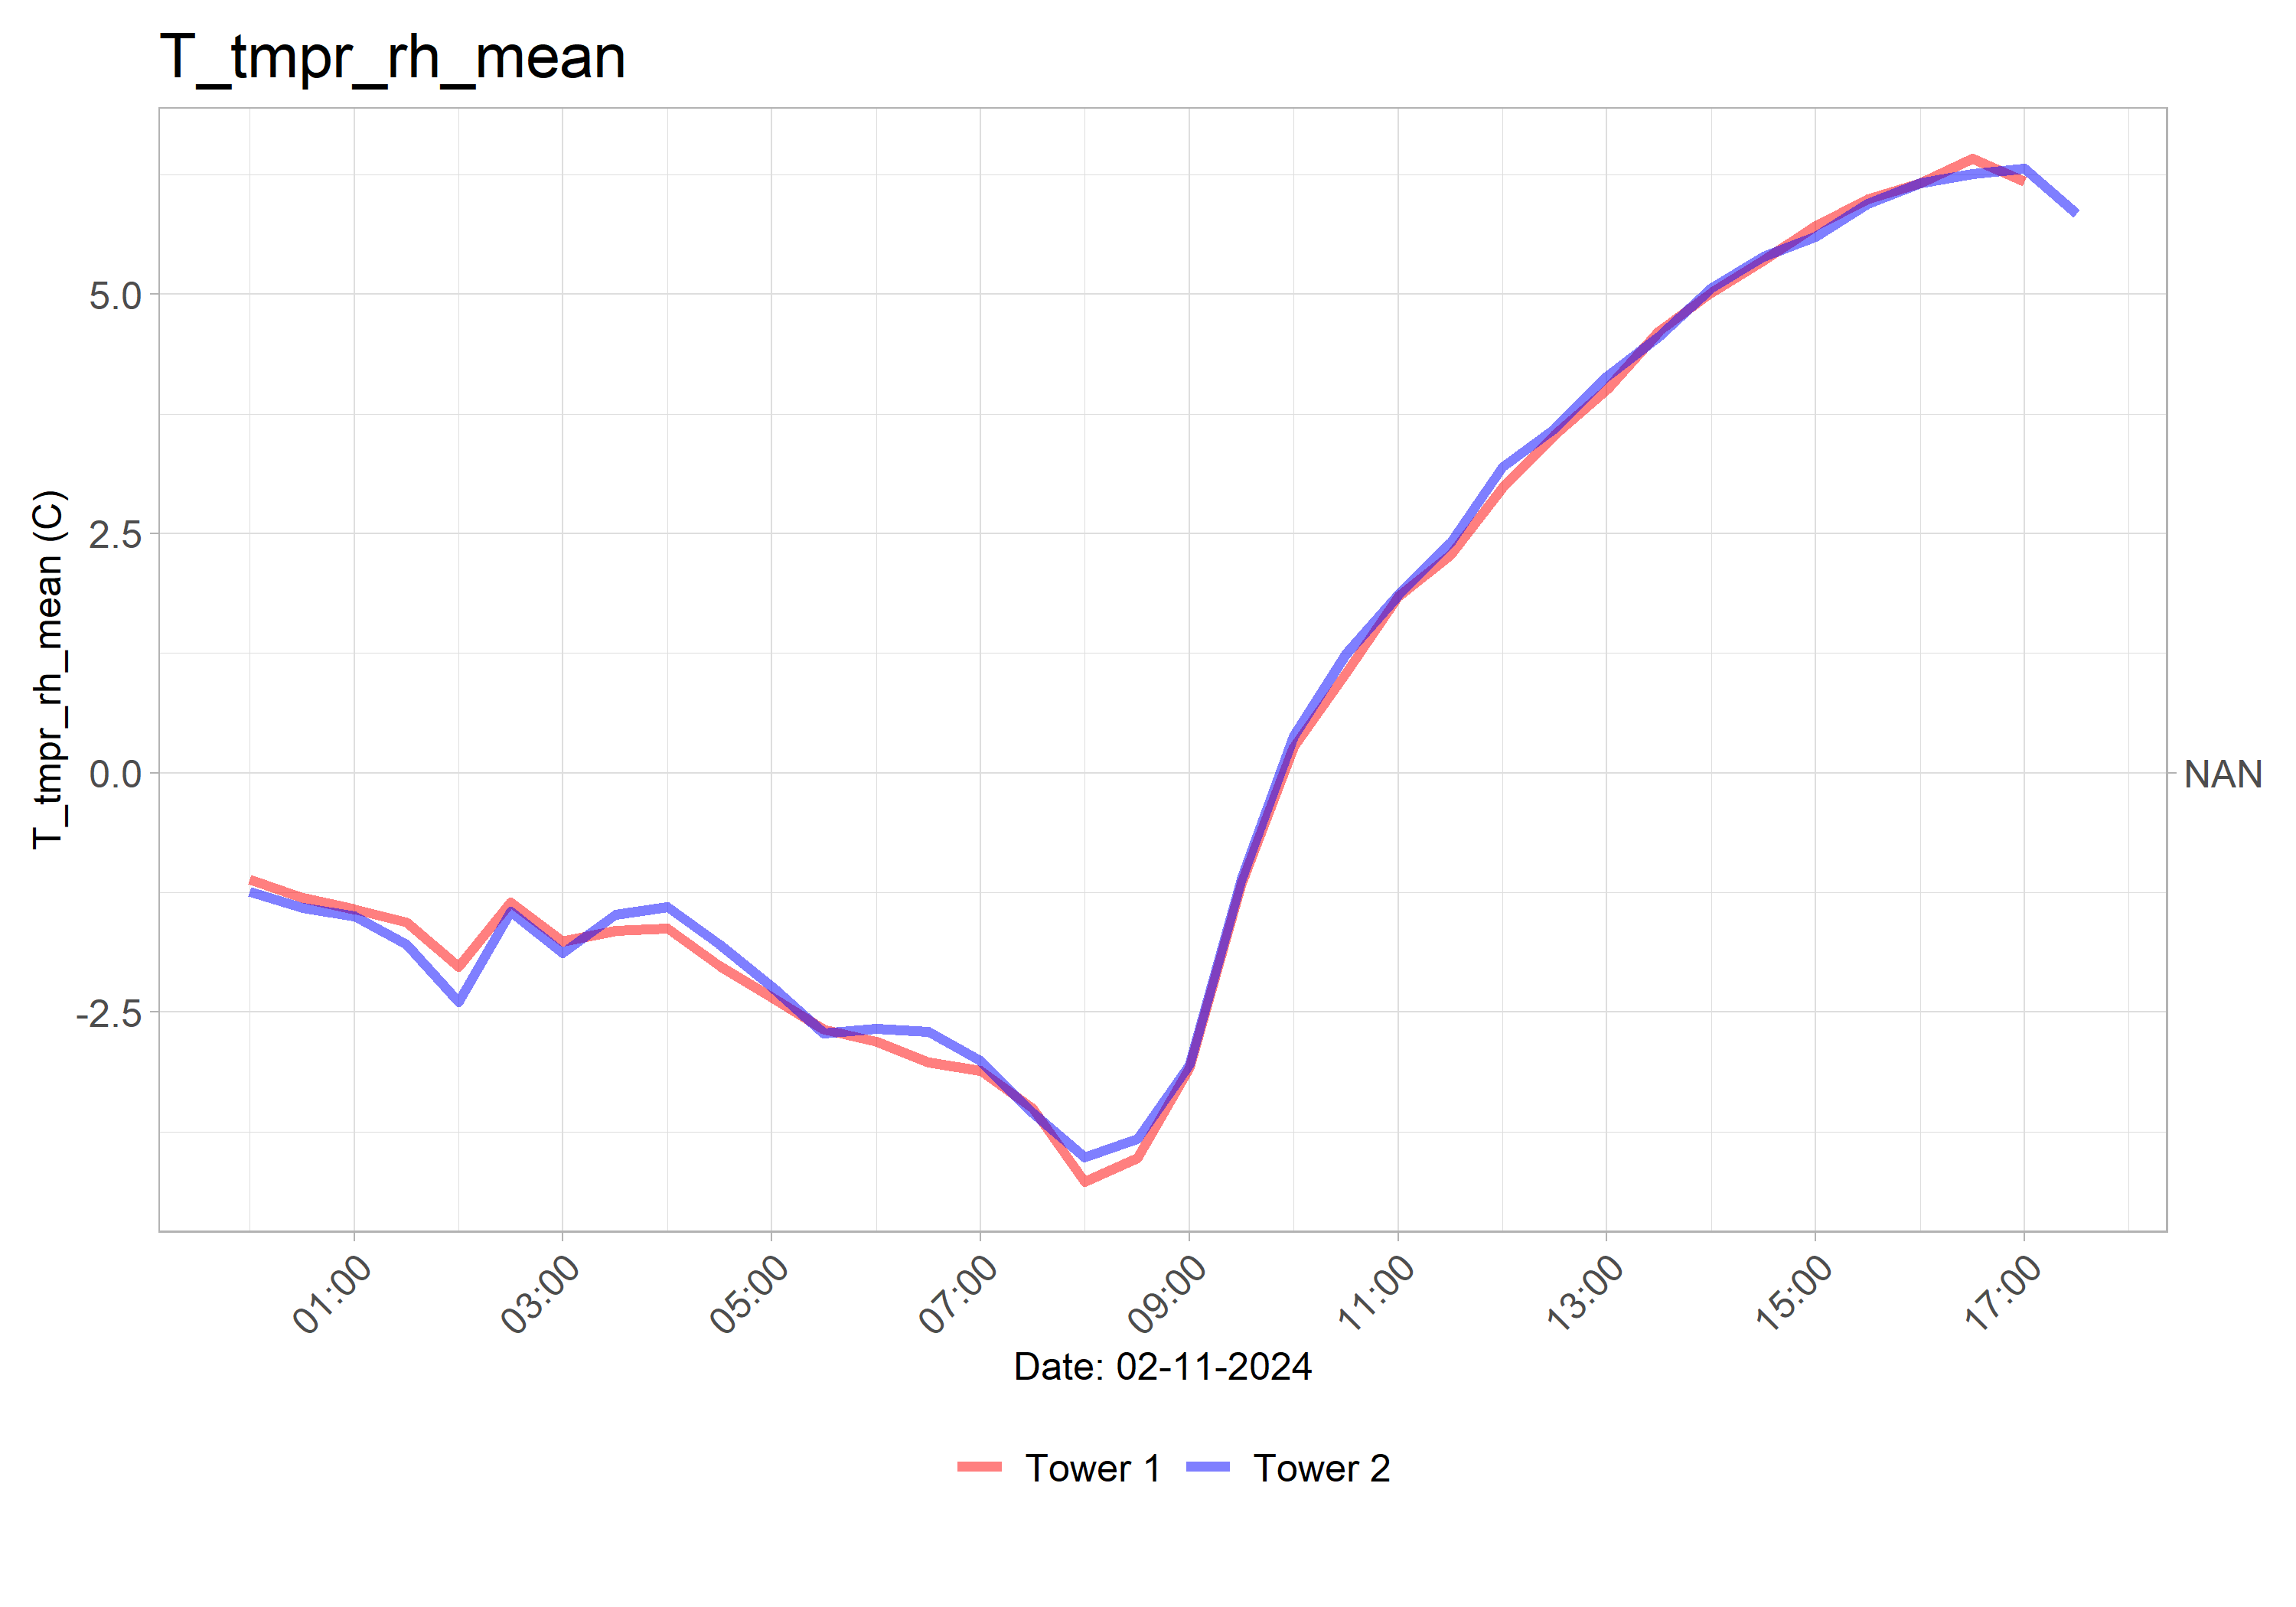 T_tmpr_rh_mean
T_tmpr_rh_mean (C)
5.0
2.5
0.0
-2.5
NAN
01:00
03:00
05:00
07:00
09:00
11:00
13:00
15:00
17:00
Date: 02-11-2024
Tower 1
Tower 2